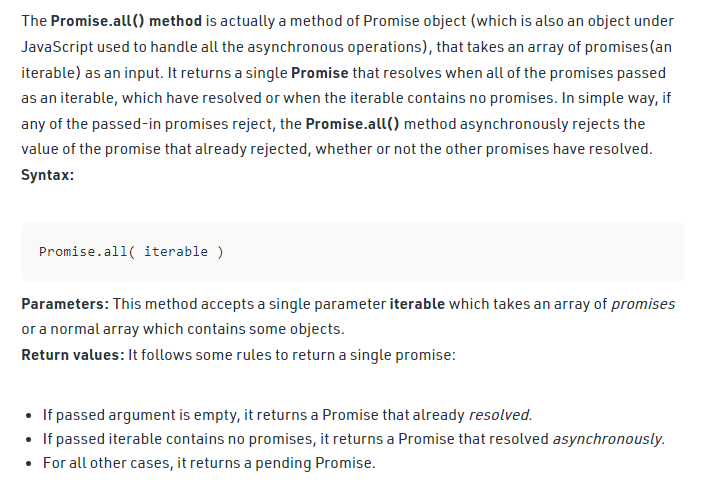 The Promise.all() method is actually a method of Promise object (which is also an object under
JavaScript used to handle all the asynchronous operations), that takes an array of promises(an
iterable) as an input. It returns a single Promise that resolves when all of the promises passed
as an iterable, which have resolved or when the iterable contains no promises. In simple way, if
any of the passed-in promises reject, the Promise.all() method asynchronously rejects the
value of the promise that already rejected, whether or not the other promises have resolved.
Syntax:
Promise.all( iterable )
Parameters: This method accepts a single parameter iterable which takes an array of promises
or a normal array which contains some objects.
Return values: It follows some rules to return a single promise:
• If passed argument is empty, it returns a Promise that already resolved.
• If passed iterable contains no promises, it returns a Promise that resolved asynchronously.
• For all other cases, it returns a pending Promise.